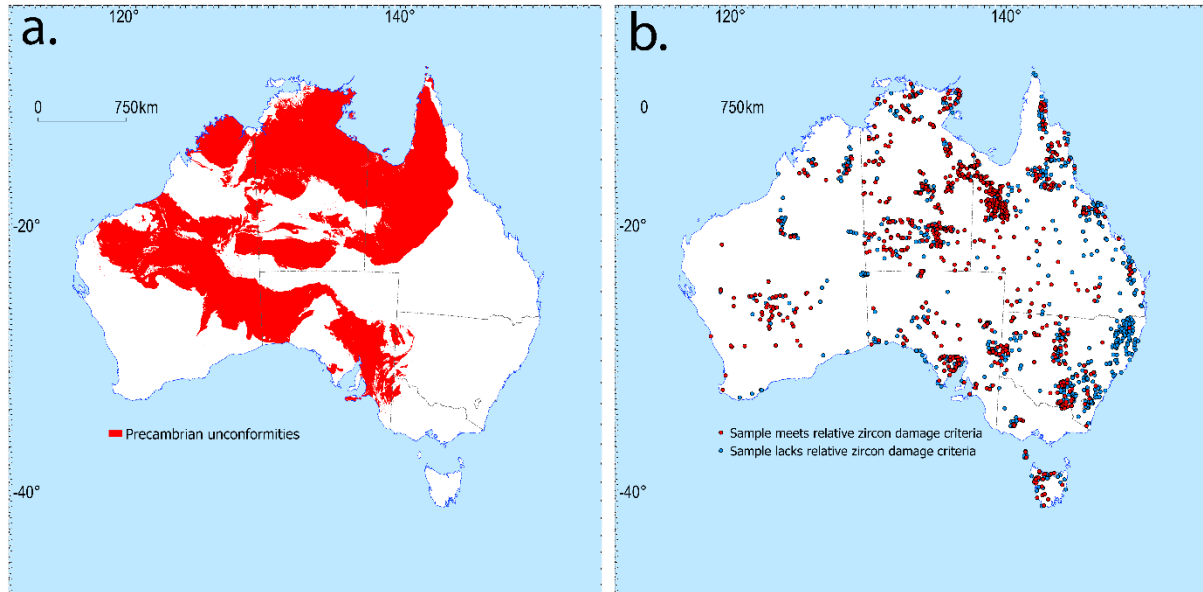 a.
120°
140°
0
750km
-20°
Precambrian unconformities
-40°
b.
120°
140°
0
750km
-20°
Sample meets relative zircon damage criteria
Sample lacks relative zircon damage criteria
-40°